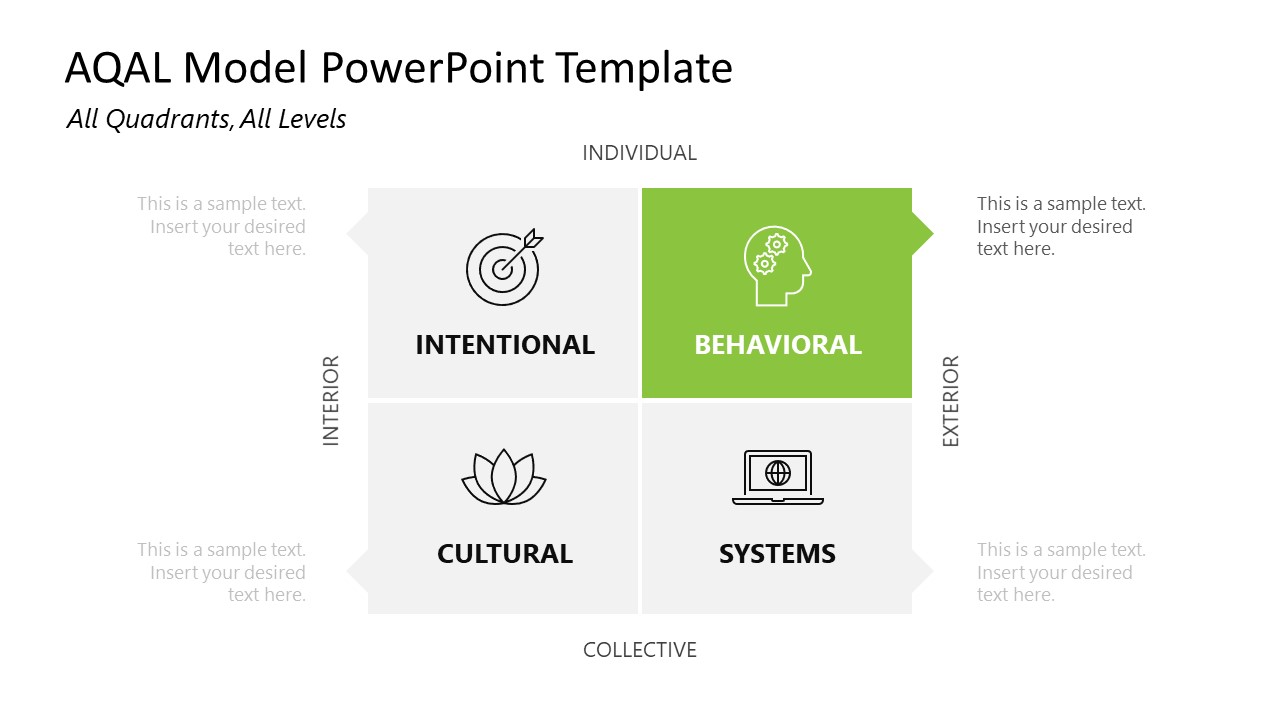 AQAL Model PowerPoint Template
All Quadrants, All Levels
INDIVIDUAL
This is a sample text.
Insert your desired
text here.
INTENTIONAL
BEHAVIORAL
This is a sample text.
Insert your desired
text here.
INTERIOR
EXTERIOR
This is a sample text.
Insert your desired
text here.
CULTURAL
SYSTEMS
This is a sample text.
Insert your desired
text here.
COLLECTIVE